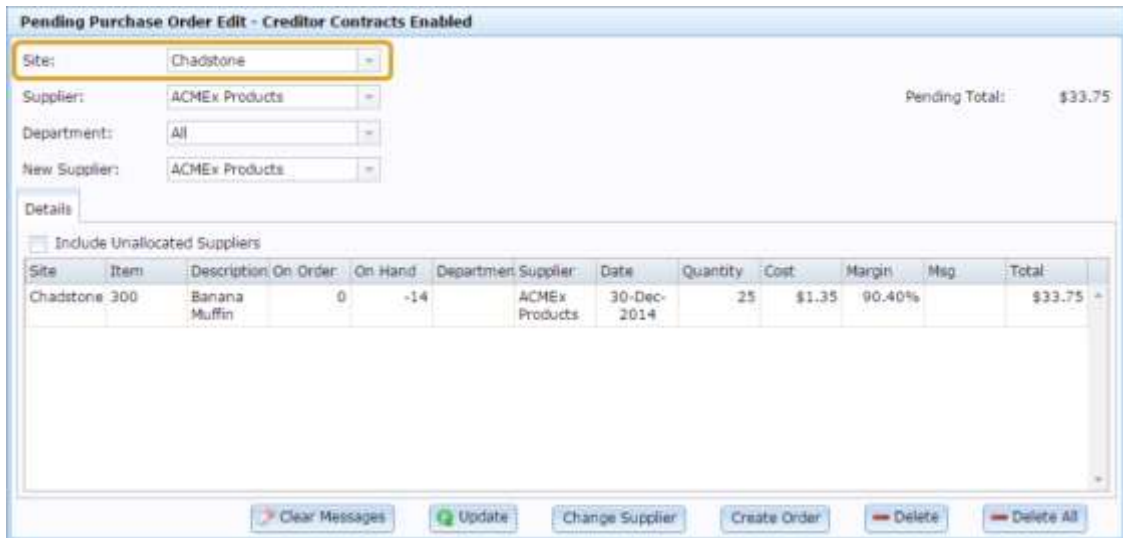 Pending Purchase Order Edit - Creditor Contracts Enabled
Site: Chadstone
Supplier: ACMEx Products Pending Total: $33.75
Department: All
New Supplier: ACMEx Products
Details
Include Unallocated Suppliers
Site Item Description On Order On Hand Departmen Supplier Date Quantity Cost Margin Msg Total
Chadstone 300 Banana 0 -14 ACMEx 30-Dec- 25 $1.35 90.40% $33.75
Muffin Products 2014
Clear Messages Update Change Supplier Create Order Delete Delete All